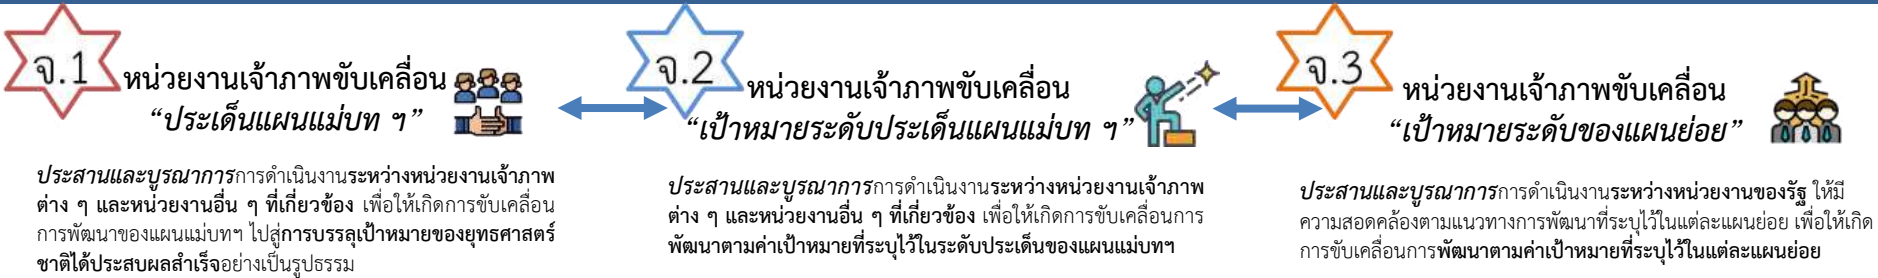 จ.1
หน่วยงานเจ้าภาพขับเคลื่อน
“ประเด็นแผนแม่บท ฯ”
ประสานและบูรณาการการดำเนินงานระหว่างหน่วยงานเจ้าภาพ
ต่าง ๆ และหน่วยงานอื่น ๆ ที่เกี่ยวข้อง เพื่อให้เกิดการขับเคลื่อน
การพัฒนาของแผนแม่บทฯ ไปสู่การบรรลุเป้าหมายของยุทธศาสตร์
ชาติได้ประสบผลสำเร็จอย่างเป็นรูปธรรม
จ.2
หน่วยงานเจ้าภาพขับเคลื่อน
“เป้าหมายระดับประเด็นแผนแม่บท ฯ”
ประสานและบูรณาการการดำเนินงานระหว่างหน่วยงานเจ้าภาพ
ต่าง ๆ และหน่วยงานอื่น ๆ ที่เกี่ยวข้อง เพื่อให้เกิดการขับเคลื่อนการ
พัฒนาตามค่าเป้าหมายที่ระบุไว้ในระดับประเด็นของแผนแม่บทฯ
จ.3
หน่วยงานเจ้าภาพขับเคลื่อน
“เป้าหมายระดับของแผนย่อย”
ประสานและบูรณาการการดำเนินงานระหว่างหน่วยงานของรัฐ ให้มี
ความสอดคล้องตามแนวทางการพัฒนาที่ระบุไว้ในแต่ละแผนย่อย เพื่อให้เกิด
การขับเคลื่อนการพัฒนาตามค่าเป้าหมายที่ระบุไว้ในแต่ละแผนย่อย